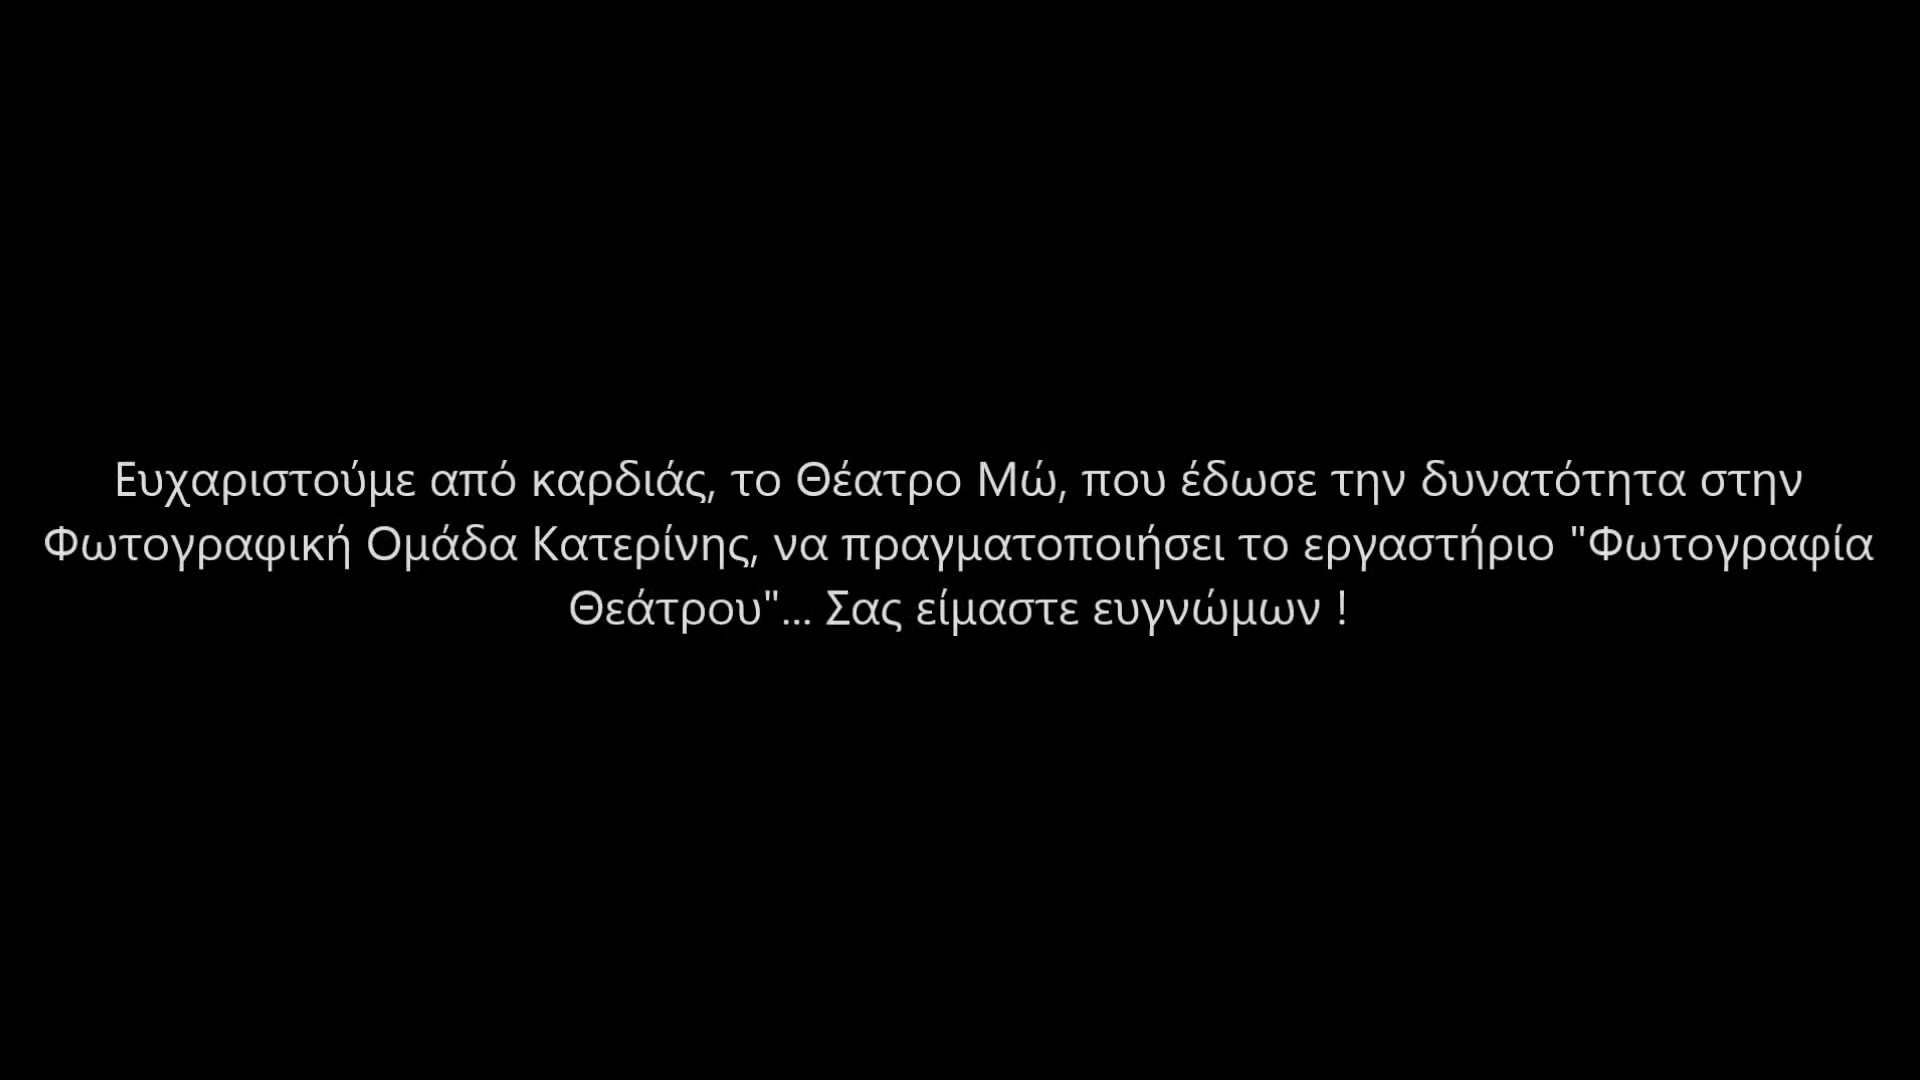 Ευχαριστούμε από καρδιάς, το Θέατρο Μώ, που έδωσε την δυνατότητα στην
Φωτογραφική Ομάδα Κατερίνης, να πραγματοποιήσει το εργαστήριο "Φωτογραφία
Θεάτρου"... Σας είμαστε ευγνώμων !